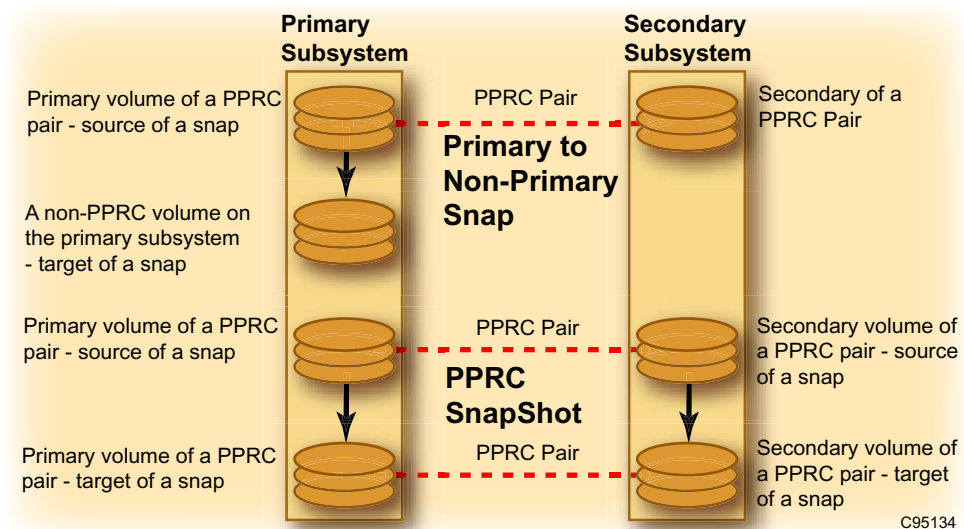 Primary
Subsystem
Secondary
Subsystem
Primary volume of a PPRC
pair - source of a snap
PPRC Pair
Secondary of a
PPRC Pair
Primary to
Non-Primary
Snap
A non-PPRC volume on
the primary subsystem
- target of a snap
Primary volume of a PPRC
pair - source of a snap
PPRC Pair
Secondary volume of
a PPRC pair - source
of a snap
PPRC
SnapShot
Primary volume of a PPRC
pair - target of a snap
PPRC Pair
Secondary volume of
a PPRC pair - target
of a snap
C95134